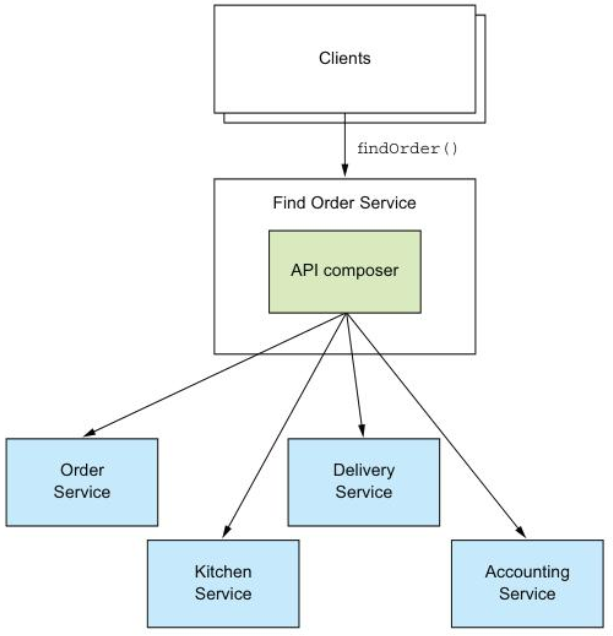 Clients
findOrder()
Find Order Service
API composer
Order
Service
Delivery
Service
Kitchen
Service
Accounting
Service